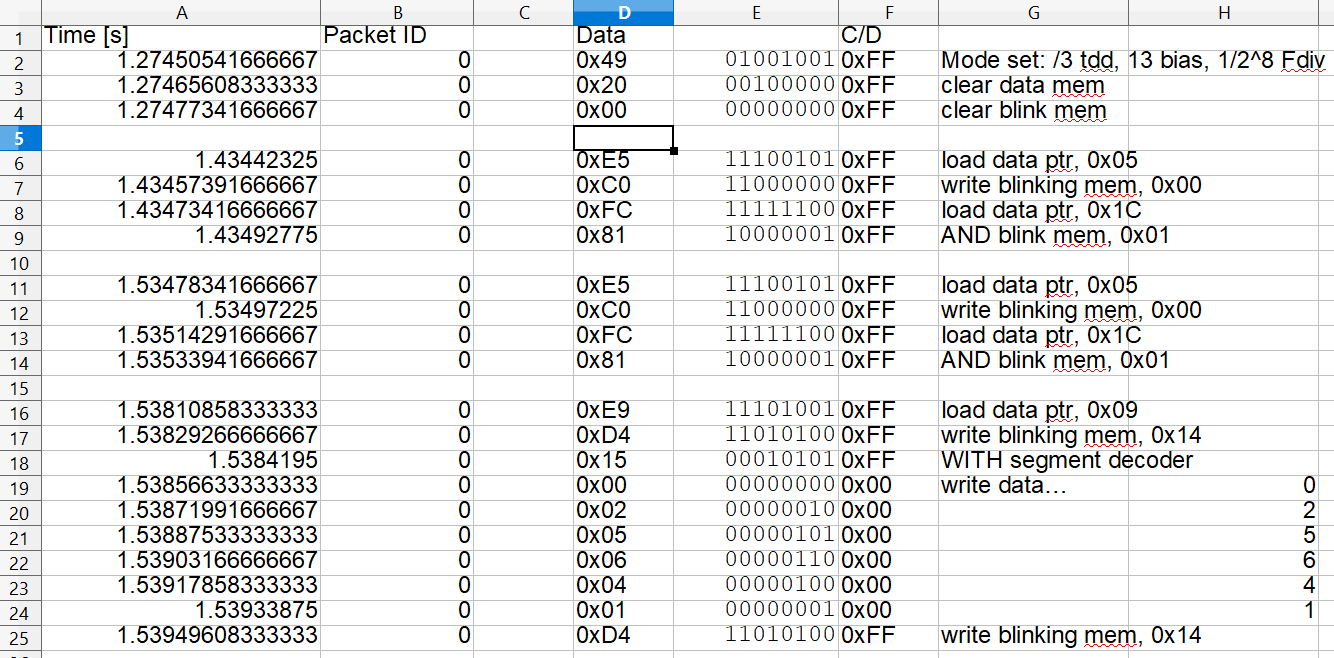 A B C D E F G H
1 Time [s] Packet ID Data C/D
2 1.27450541666667 0 0x49 01001001 0xFF Mode set: /3 tdd, 13 bias, 1/2^8 Fdiv
3 1.27465608333333 0 0x20 00100000 0xFF clear data mem
4 1.27477341666667 0 0x00 00000000 0xFF clear blink mem
5
6 1.43442325 0 0xE5 11100101 0xFF load data ptr, 0x05
7 1.43457391666667 0 0xC0 11000000 0xFF write blinking mem, 0x00
8 1.43473416666667 0 0xFC 11111100 0xFF load data ptr, 0x1C
9 1.43492775 0 0x81 10000001 0xFF AND blink mem, 0x01
10
11 1.53478341666667 0 0xE5 11100101 0xFF load data ptr, 0x05
12 1.53497225 0 0xC0 11000000 0xFF write blinking mem, 0x00
13 1.53514291666667 0 0xFC 11111100 0xFF load data ptr, 0x1C
14 1.53533941666667 0 0x81 10000001 0xFF AND blink mem, 0x01
15
16 1.53810858333333 0 0xE9 11101001 0xFF load data ptr, 0x09
17 1.53829266666667 0 0xD4 11010100 0xFF write blinking mem, 0x14
18 1.5384195 0 0x15 00010101 0xFF WITH segment decoder
19 1.53856633333333 0 0x00 00000000 0x00 write data… 0
20 1.53871991666667 0 0x02 00000010 0x00 2
21 1.53887533333333 0 0x05 00000101 0x00 5
22 1.53903166666667 0 0x06 00000110 0x00 6
23 1.53917858333333 0 0x04 00000100 0x00 4
24 1.53933875 0 0x01 00000001 0x00 1
25 1.53949608333333 0 0xD4 11010100 0xFF write blinking mem, 0x14